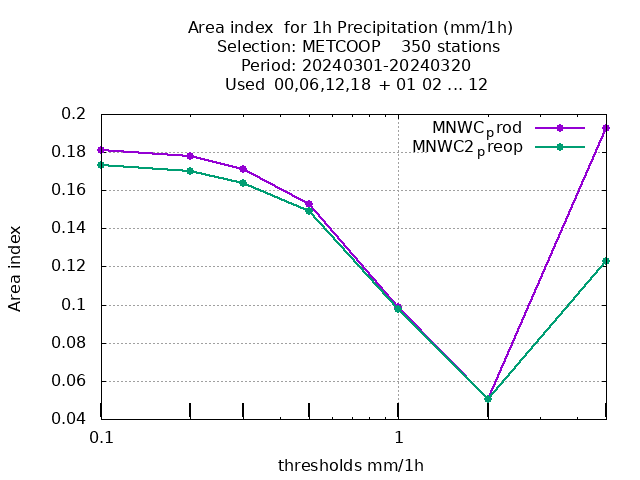 Area index  for 1h Precipitation (mm/1h)
Selection: METCOOP    350 stations
Period: 20240301-20240320
Used  00,06,12,18 + 01 02 ... 12
MNWC_prod
MNWC2_preop
0.2
0.18
0.16
0.14
0.12
0.1
0.08
0.06
0.04
Area index
0.1
1
thresholds mm/1h